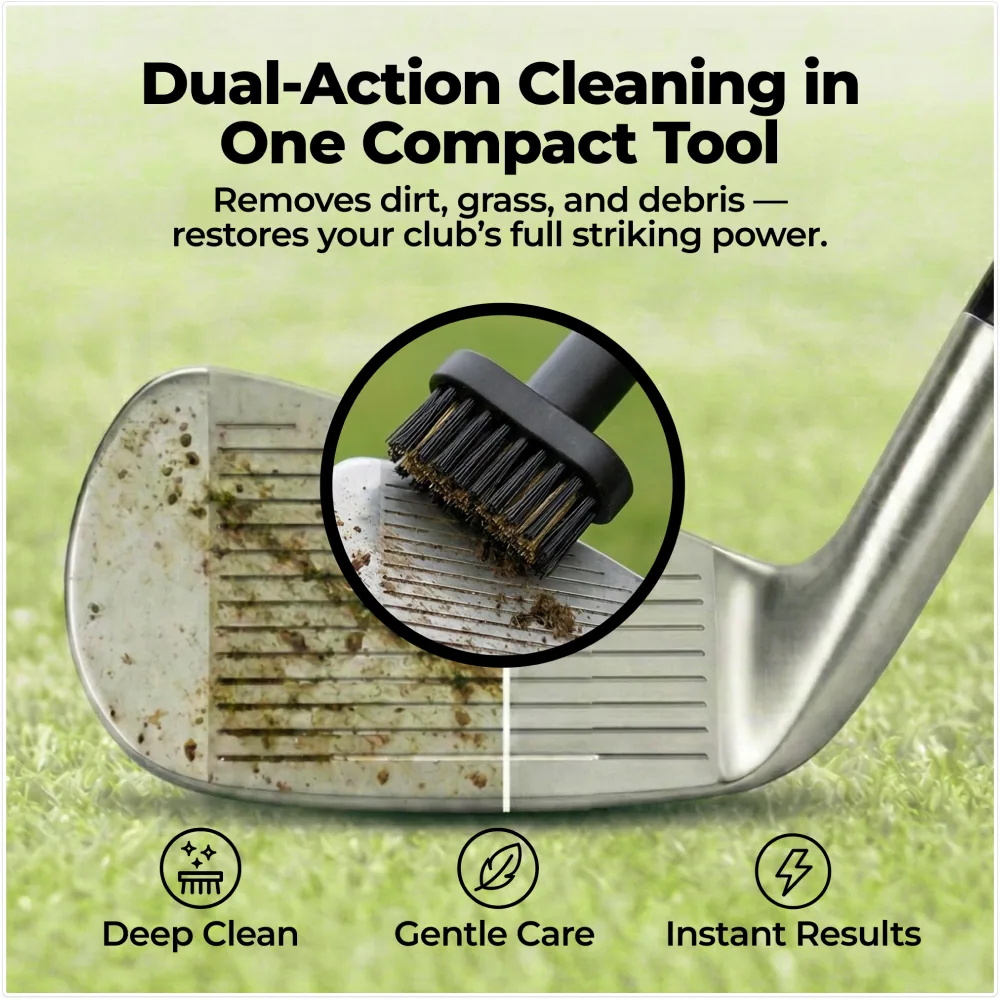 Dual-Action Cleaning in
One Compact Tool
Removes dirt, grass, and debris —
restores your club’s full striking power.
Deep Clean
Gentle Care
Instant Results